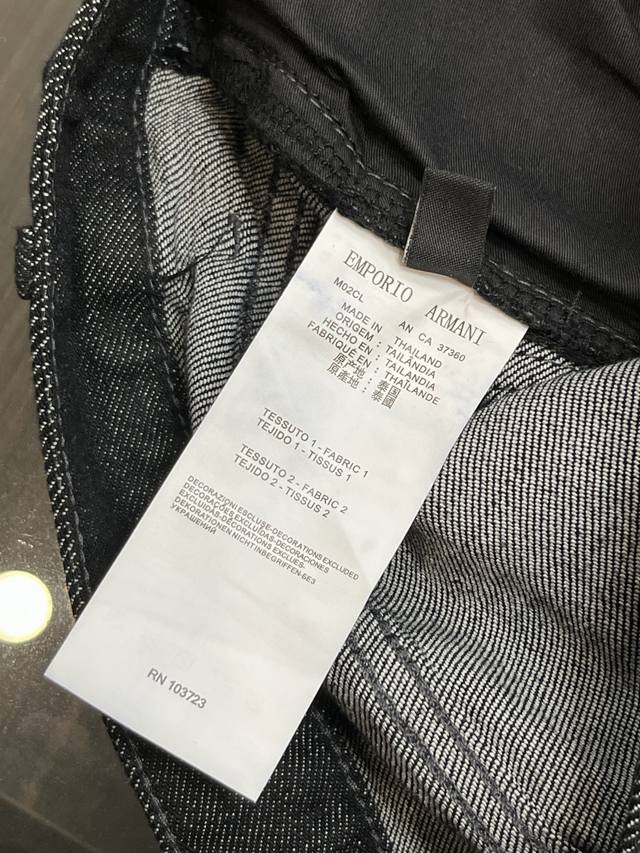 EMPORIO ARMANI
M02CL AN CA 37360
MADE IN THAILAND
ORIGEM : TAILÂNDIA
HECHO EN : TAILANDIA
FABRIQUE EN : THAÏLANDE
原产地: 泰国
原產地: 泰國
TESSUTO 1 - FABRIC 1
TEJIDO 1 - TISSUS 1
TESSUTO 2 - FABRIC 2
TEJIDO 2 - TISSUS 2
DECORAZIONI ESCLUSE-DECORATIONS EXCLUDED
DECORAÇÕES EXCLUÍDAS-DECORACIONES
EXCLUIDAS-DÉCORATIONS EXCLUES-
DEKORATIONEN NICHT INBEGRIFFEN-БЕЗ
УКРАШЕНИЙ
RN 103723